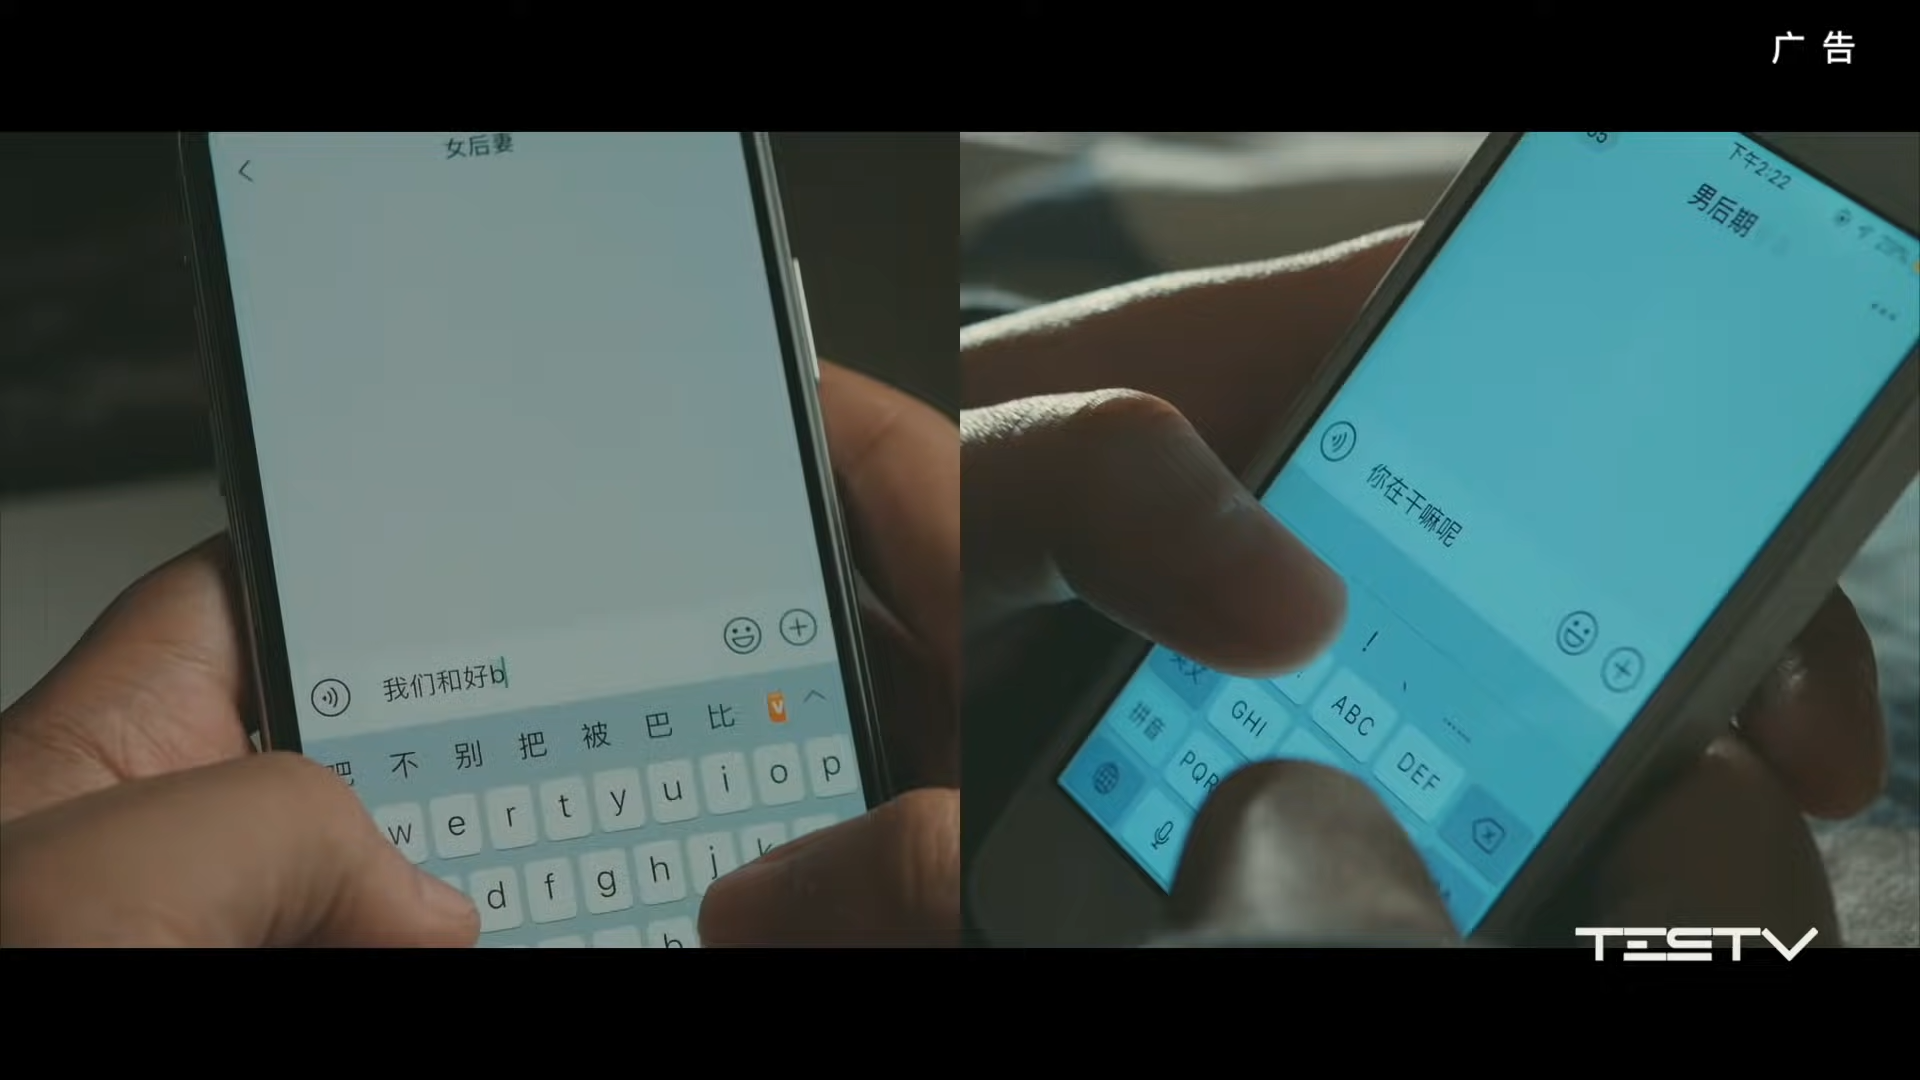 广告
女后妻
我们和好b
吧 不 别 把 被 巴 比
w e r t y u i o p
d f g h j k
b
下午2:22
男后期
你在干嘛呢
!
、
ABC
DEF
GHI
PQR
拼音
TESTV